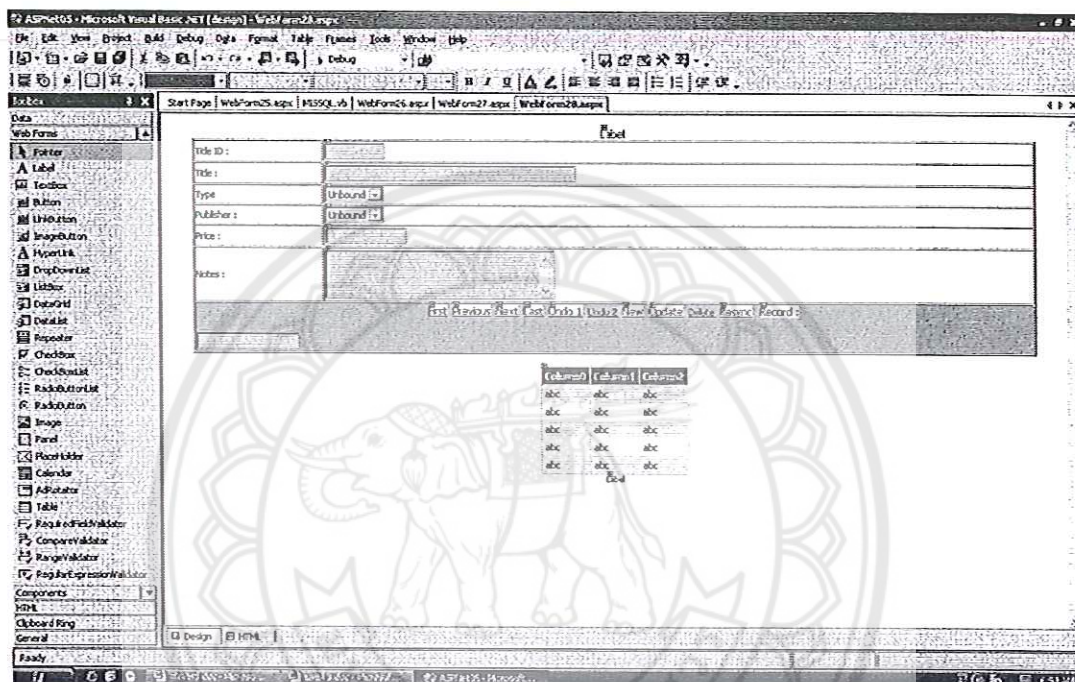 ASPNet05 - Microsoft Visual Basic .NET [design] - WebForm28.aspx
File Edit View Project Build Debug Data Format Table Frames Tools Window Help
Debug
B I U
Toolbox
Start Page WebForm25.aspx MSSQL.vb WebForm26.aspx WebForm27.aspx WebForm28.aspx
Data
Web Forms
Pointer
Label
TextBox
Button
LinkButton
ImageButton
HyperLink
DropDownList
ListBox
DataGrid
DataList
Repeater
CheckBox
CheckBoxList
RadioButtonList
RadioButton
Image
Panel
PlaceHolder
Calendar
AdRotator
Table
RequiredFieldValidator
CompareValidator
RangeValidator
RegularExpressionValidator
Components
HTML
Clipboard Ring
General
Label
Title ID :
Title :
Type
Unbound
Publisher :
Unbound
Price :
Notes :
First Previous Next Last Undo 1 Undo 2 New Update Delete Resync Record :
Column0 Column1 Column2
abc abc abc
abc abc abc
abc abc abc
abc abc abc
abc abc abc
Label
Design HTML
Ready